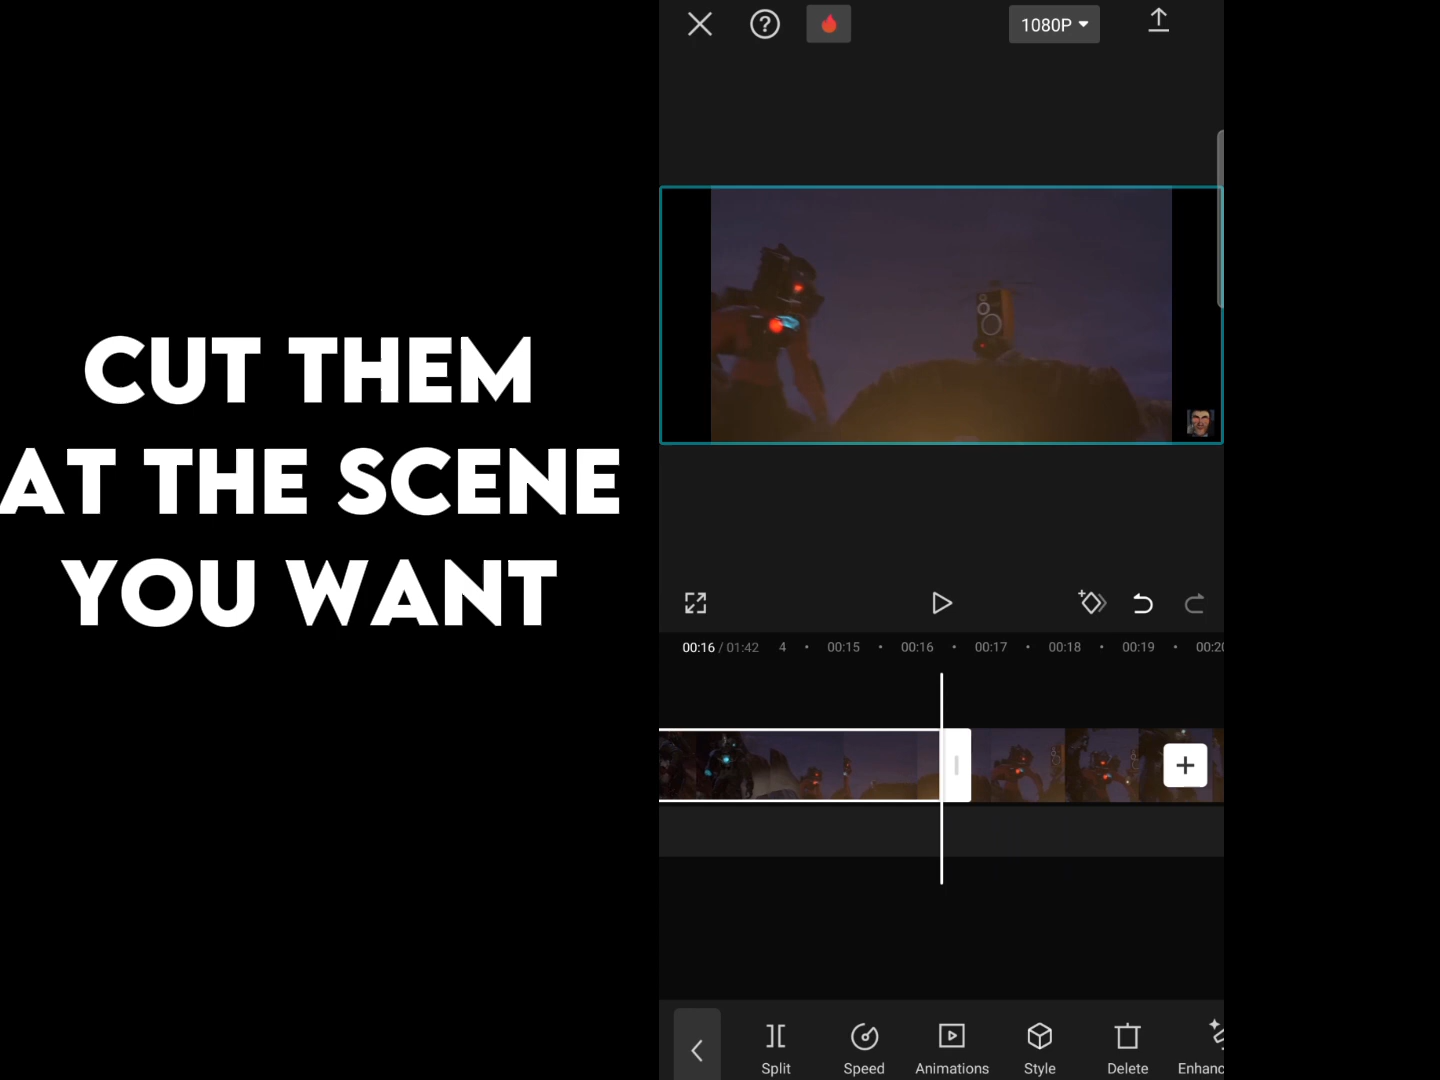 1080P
CUT THEM
AT THE SCENE
YOU WANT
00:16 / 01:42 4 • 00:15 • 00:16 • 00:17 • 00:18 • 00:19 • 00:20
Split Speed Animations Style Delete Enhanc